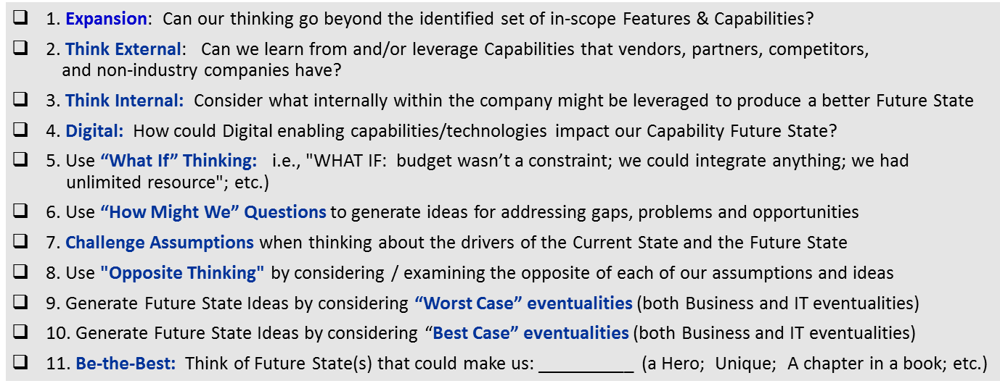 ❑ 1. Expansion:  Can our thinking go beyond the identified set of in-scope Features & Capabilities?
❑ 2. Think External:   Can we learn from and/or leverage Capabilities that vendors, partners, competitors,
and non-industry companies have?
❑ 3. Think Internal:  Consider what internally within the company might be leveraged to produce a better Future State
❑ 4. Digital:  How could Digital enabling capabilities/technologies impact our Capability Future State?
❑ 5. Use “What If” Thinking:   i.e., "WHAT IF:  budget wasn’t a constraint; we could integrate anything; we had
unlimited resource"; etc.)
❑ 6. Use “How Might We” Questions to generate ideas for addressing gaps, problems and opportunities
❑ 7. Challenge Assumptions when thinking about the drivers of the Current State and the Future State
❑ 8. Use "Opposite Thinking" by considering / examining the opposite of each of our assumptions and ideas
❑ 9. Generate Future State Ideas by considering “Worst Case” eventualities (both Business and IT eventualities)
❑ 10. Generate Future State Ideas by considering “Best Case” eventualities (both Business and IT eventualities)
❑ 11. Be-the-Best:  Think of Future State(s) that could make us: __________ (a Hero;  Unique;  A chapter in a book; etc.)